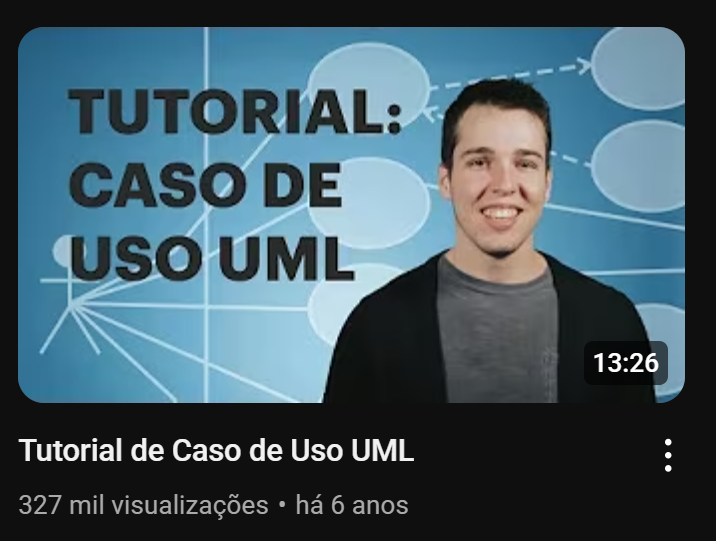 TUTORIAL:
CASO DE
USO UML
13:26
Tutorial de Caso de Uso UML
327 mil visualizações • há 6 anos